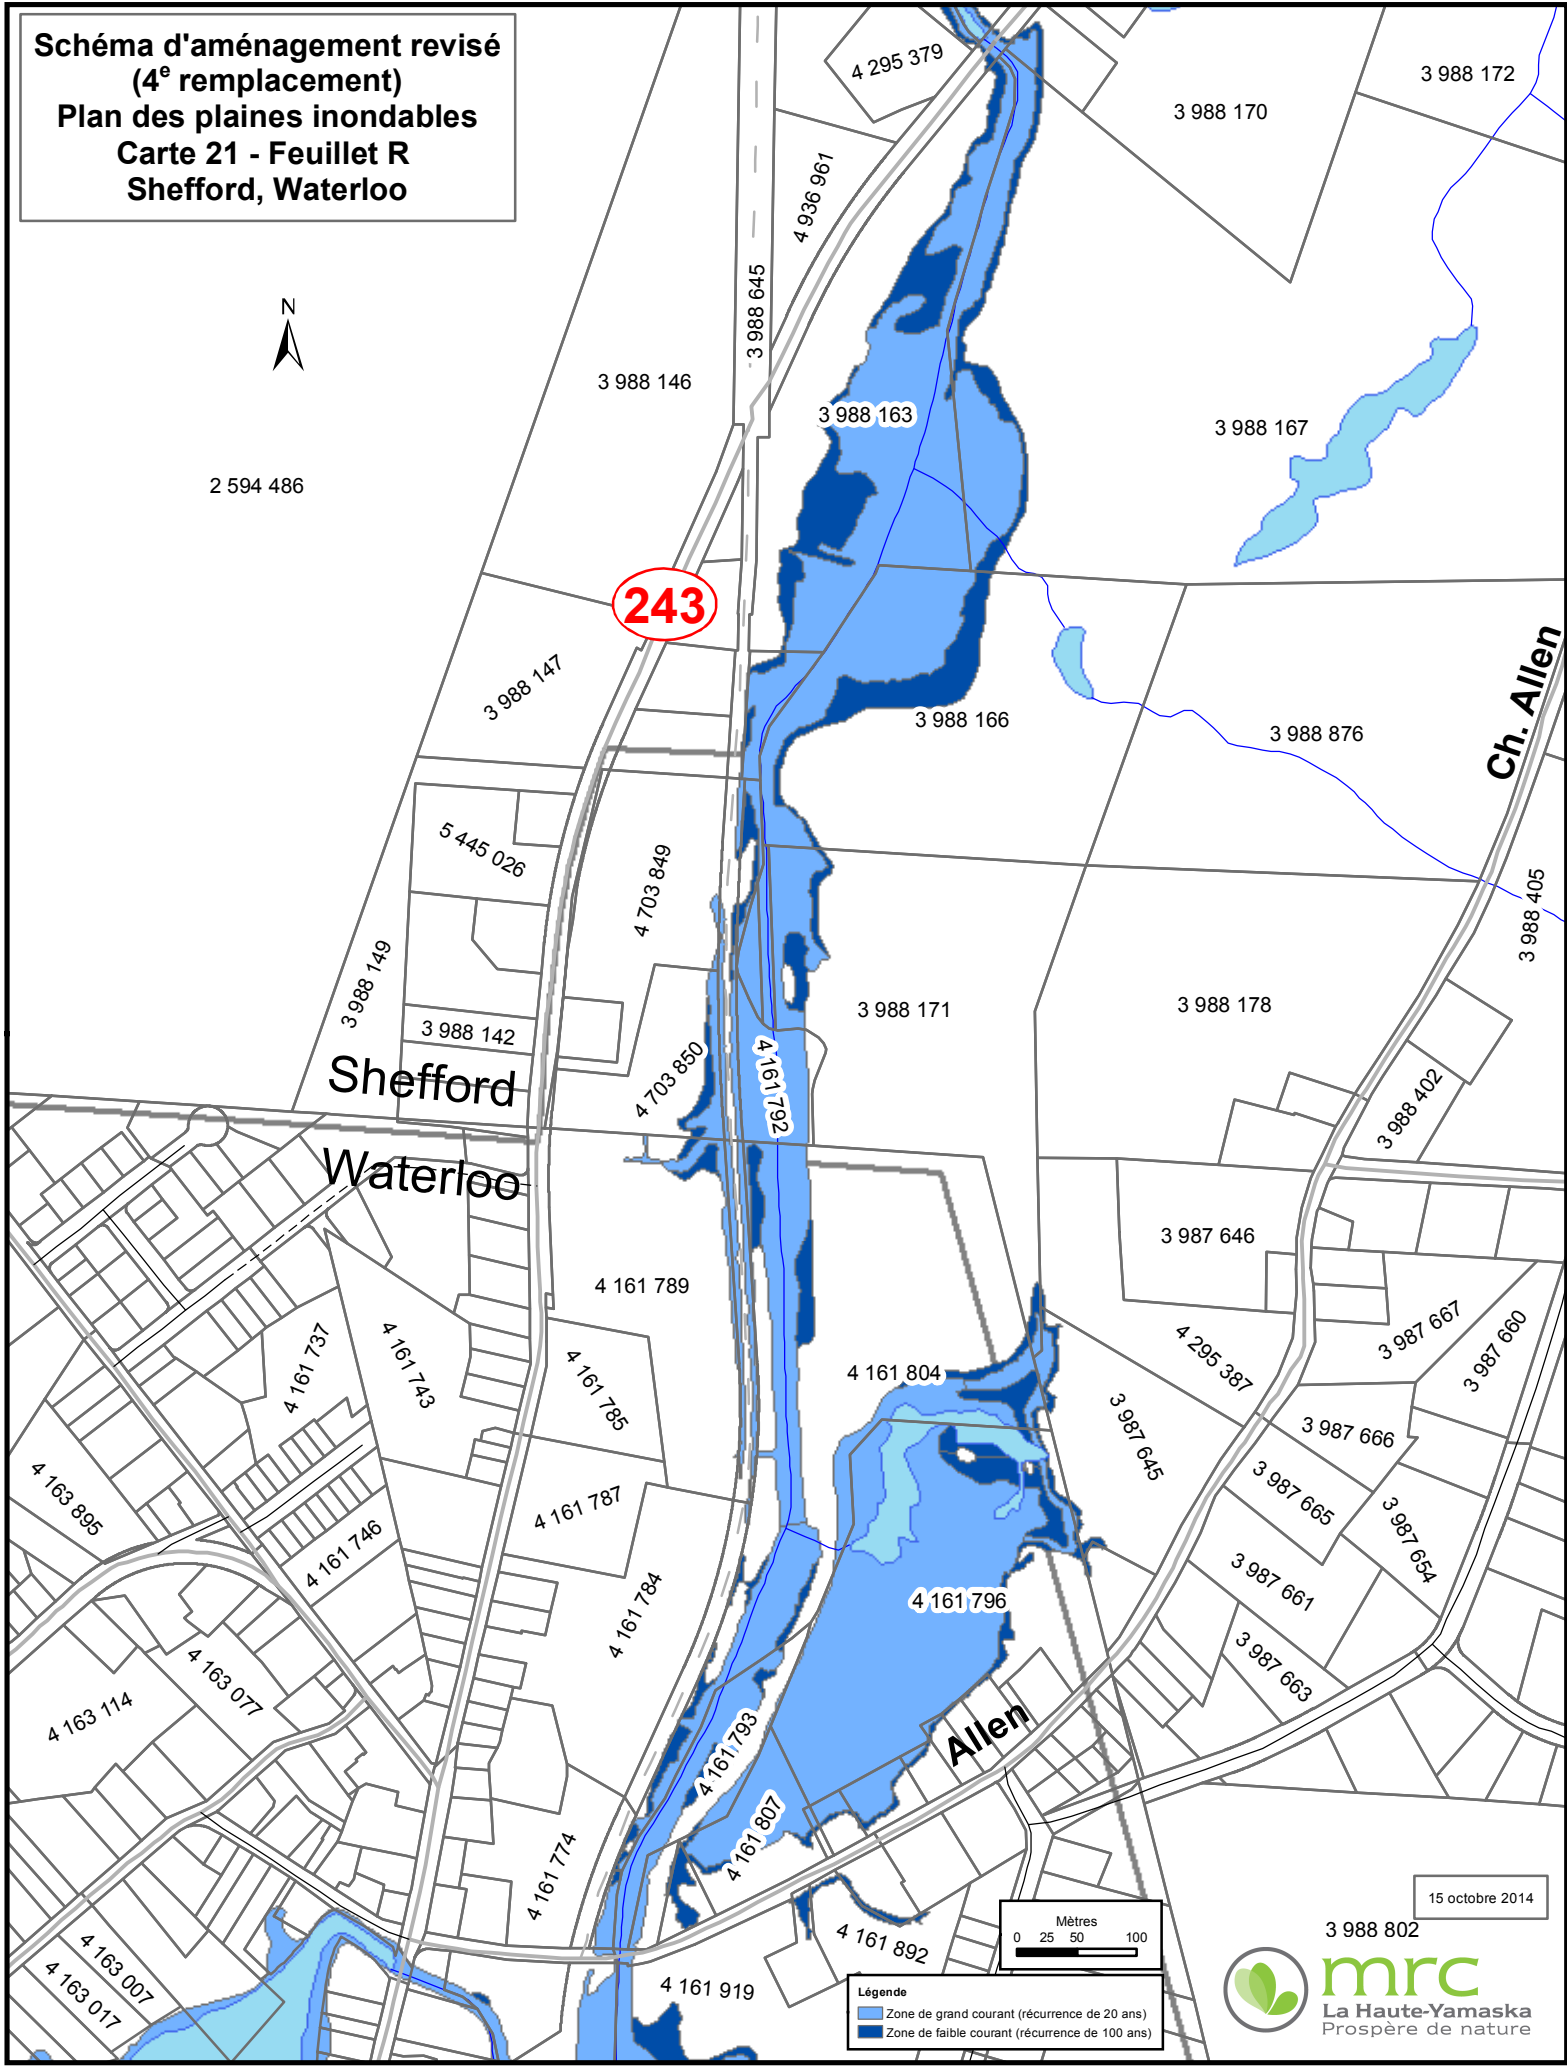 Schéma d'aménagement revisé
(4e remplacement)
Plan des plaines inondables
Carte 21 - Feuillet R
Shefford, Waterloo
N
4 295 379
3 988 172
3 988 170
4 936 961
3 988 645
3 988 146
3 988 163
3 988 167
2 594 486
243
3 988 147
3 988 166
3 988 876
Ch. Allen
5 445 026
4 703 849
3 988 405
3 988 149
3 988 171
3 988 178
3 988 142
4 703 850
4 161 792
3 988 402
Shefford
Waterloo
3 987 646
4 161 789
4 161 737
4 161 743
4 161 785
4 161 804
4 295 387
3 987 667
3 987 660
3 987 645
3 987 666
4 163 895
4 161 787
3 987 665
4 161 746
3 987 654
4 161 784
4 161 796
3 987 661
4 163 077
3 987 663
4 163 114
4 161 793
Allen
4 161 807
4 161 774
15 octobre 2014
4 161 892
3 988 802
Mètres
0 25 50 100
4 163 007
4 163 017
4 161 919
Légende
Zone de grand courant (récurrence de 20 ans)
Zone de faible courant (récurrence de 100 ans)
mrc
La Haute-Yamaska
Prospère de nature